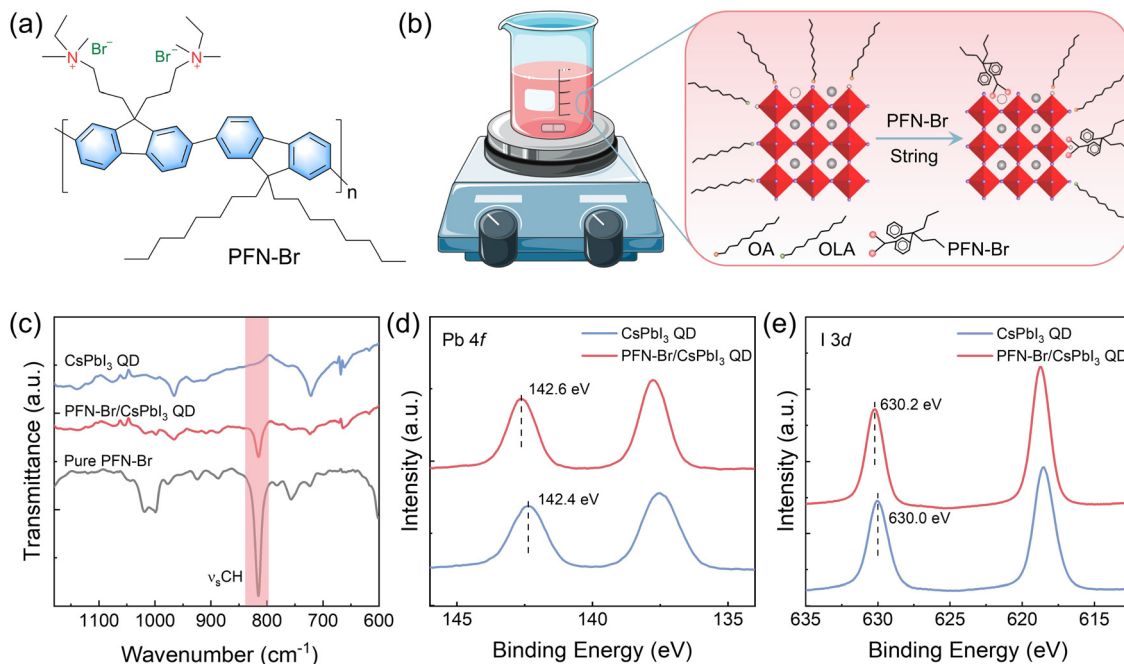 (a)
Br⁻
N
+
Br⁻
N
+
n
PFN-Br
(b)
PFN-Br
String
OA
OLA
PFN-Br
(c)
CsPbI₃ QD
PFN-Br/CsPbI₃ QD
Pure PFN-Br
νₛCH
Transmittance (a.u.)
1100 1000 900 800 700 600
Wavenumber (cm⁻¹)
(d)
Pb 4f
CsPbI₃ QD
PFN-Br/CsPbI₃ QD
142.6 eV
142.4 eV
Intensity (a.u.)
145 140 135
Binding Energy (eV)
(e)
I 3d
CsPbI₃ QD
PFN-Br/CsPbI₃ QD
630.2 eV
630.0 eV
Intensity (a.u.)
635 630 625 620 615
Binding Energy (eV)